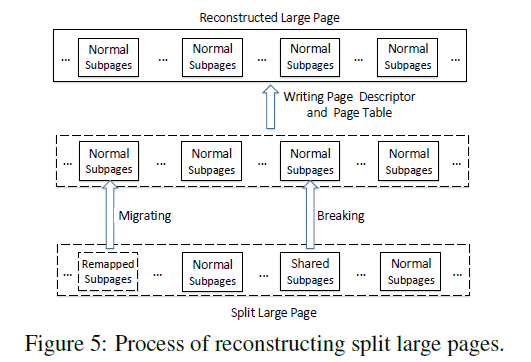 Reconstructed Large Page
... Normal Subpages ... Normal Subpages ... Normal Subpages ... Normal Subpages ...
Writing Page Descriptor
and Page Table
... Normal Subpages ... Normal Subpages ... Normal Subpages ... Normal Subpages ...
Migrating
Breaking
... Remapped Subpages ... Normal Subpages ... Shared Subpages ... Normal Subpages ...
Split Large Page
Figure 5: Process of reconstructing split large pages.